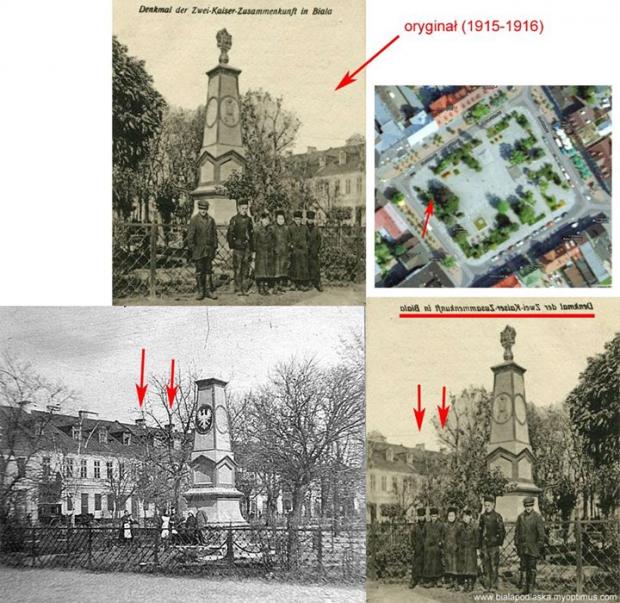 Denkmal der Zwei-Kaiser-Zusammenkunft in Biala
oryginał (1915-1916)
Denkmal der Zwei-Kaiser-Zusammenkunft in Biala
www.bialapodlaska.myoptimus.com